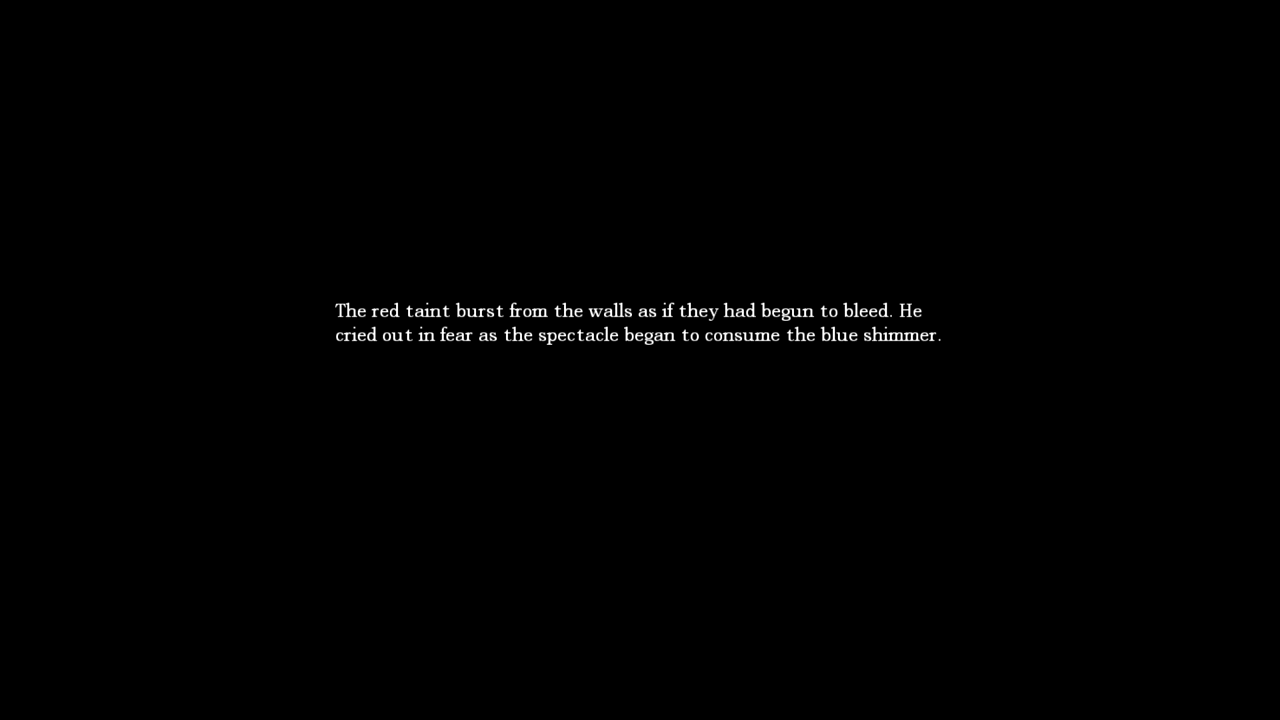 The red taint burst from the walls as if they had begun to bleed. He
cried out in fear as the spectacle began to consume the blue shimmer.